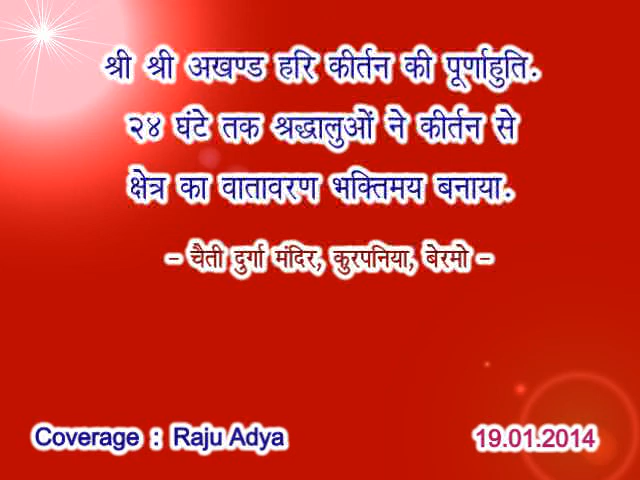 श्री श्री अखण्ड हरि कीर्तन की पूर्णाहुति.
२४ घंटे तक श्रद्धालुओं ने कीर्तन से
क्षेत्र का वातावरण भक्तिमय बनाया.
- चैती दुर्गा मंदिर, कुरपनिया, बेरमो -
Coverage : Raju Adya
19.01.2014